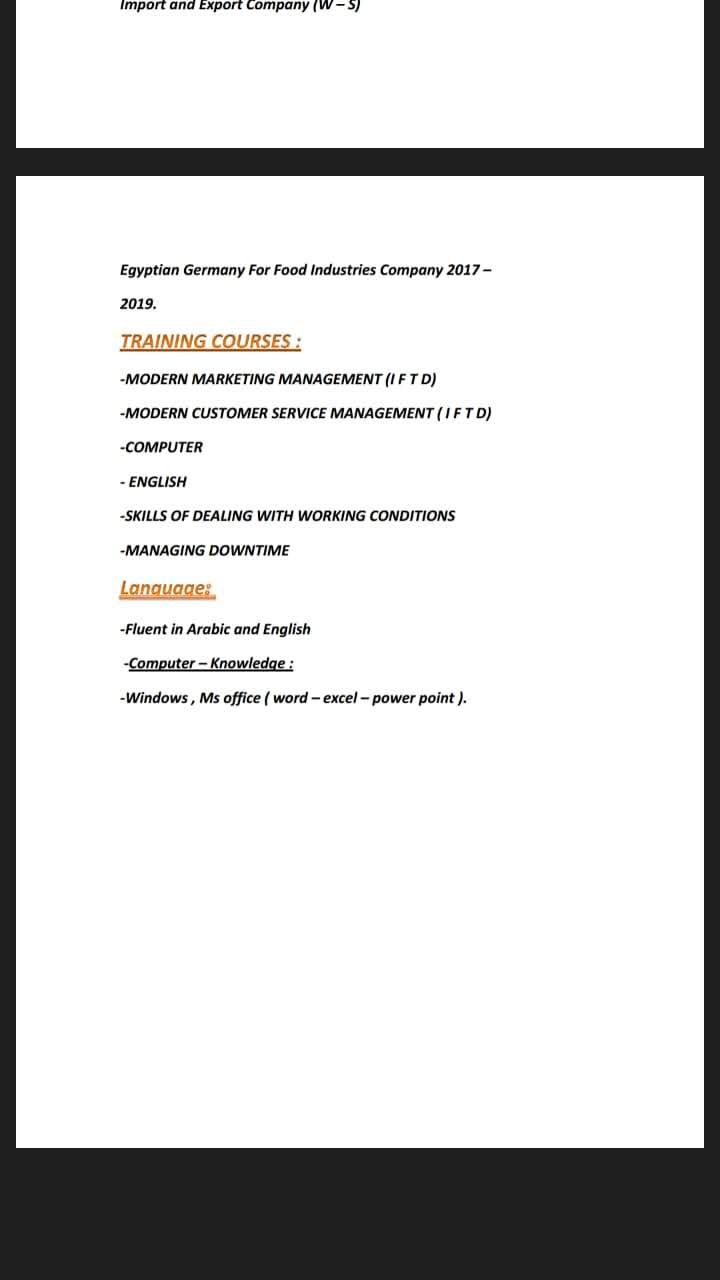 Import and Export Company (W – S)
Egyptian Germany For Food Industries Company 2017 –
2019.
TRAINING COURSES :
-MODERN MARKETING MANAGEMENT (I F T D)
-MODERN CUSTOMER SERVICE MANAGEMENT ( I F T D)
-COMPUTER
- ENGLISH
-SKILLS OF DEALING WITH WORKING CONDITIONS
-MANAGING DOWNTIME
Language:
-Fluent in Arabic and English
-Computer – Knowledge :
-Windows , Ms office ( word – excel – power point ).